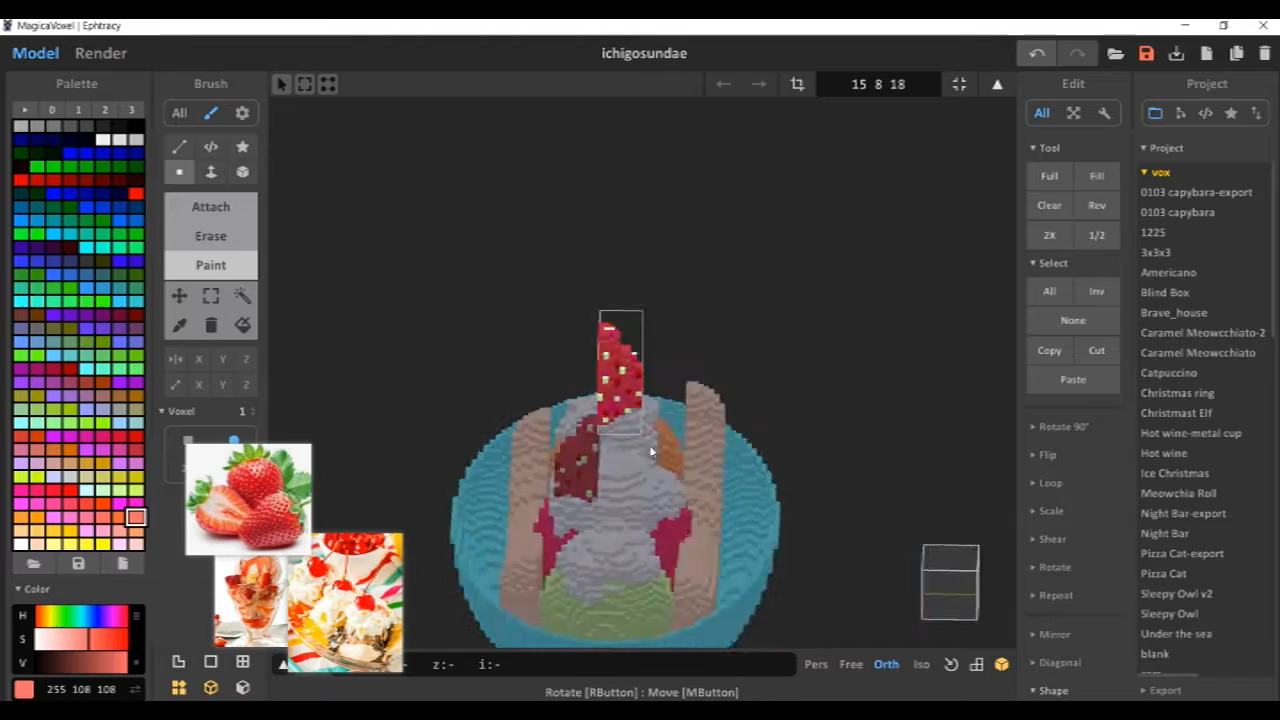 MagicaVoxel | Ephtracy
Model Render
ichigosundae
Palette
0 1 2 3
Color
H
S
V
255 108 108
Brush
All
Attach
Erase
Paint
X Y Z
X Y Z
Voxel 1
15 8 18
z:- i:-
Pers Free Orth Iso
Rotate [RButton] : Move [MButton]
Edit
All
Tool
Full Fill
Clear Rev
2X 1/2
Select
All Inv
None
Copy Cut
Paste
Rotate 90°
Flip
Loop
Scale
Shear
Rotate
Repeat
Mirror
Diagonal
Shape
Project
Project
vox
0103 capybara-export
0103 capybara
1225
3x3x3
Americano
Blind Box
Brave_house
Caramel Meowcchiato-2
Caramel Meowcchiato
Catpuccino
Christmas ring
Christmast Elf
Hot wine-metal cup
Hot wine
Ice Christmas
Meowchia Roll
Night Bar-export
Night Bar
Pizza Cat-export
Pizza Cat
Sleepy Owl v2
Sleepy Owl
Under the sea
blank
Export